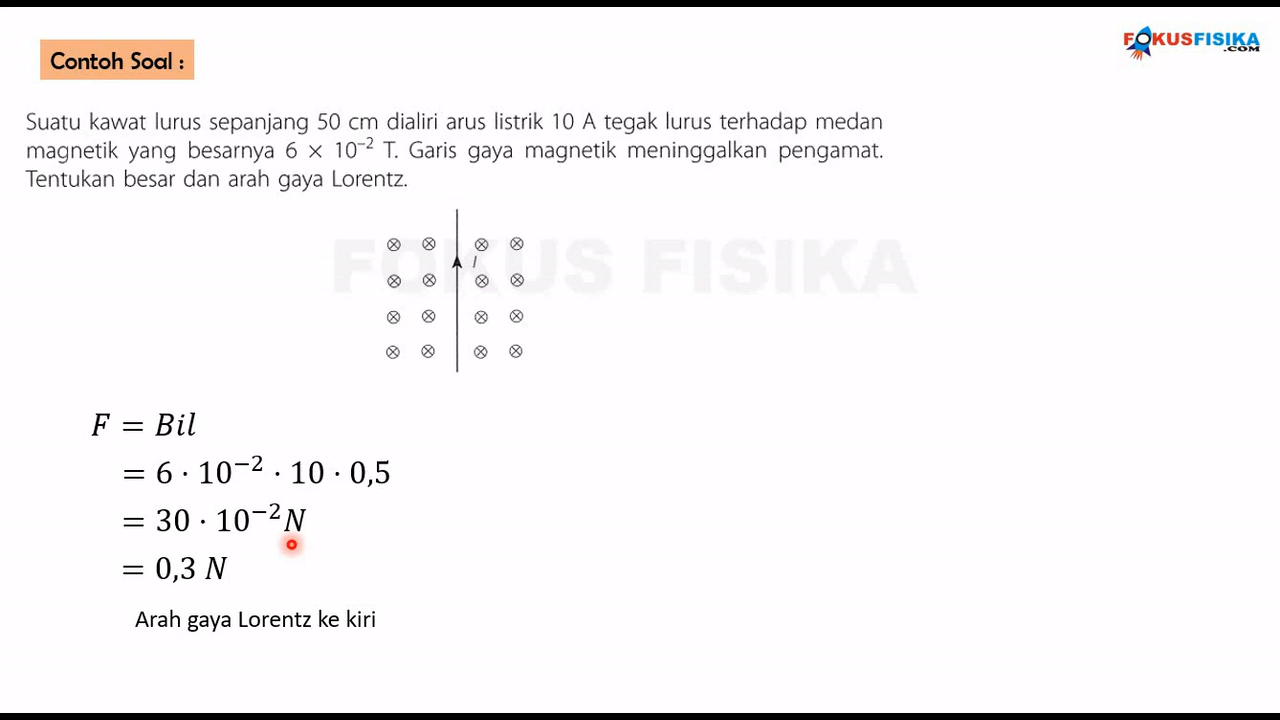 FOKUSFISIKA
.COM
Contoh Soal :
Suatu kawat lurus sepanjang 50 cm dialiri arus listrik 10 A tegak lurus terhadap medan
magnetik yang besarnya 6 × 10⁻² T. Garis gaya magnetik meninggalkan pengamat.
Tentukan besar dan arah gaya Lorentz.
FOKUS FISIKA
I
F = Bil
= 6 · 10⁻² · 10 · 0,5
= 30 · 10⁻² N
= 0,3 N
Arah gaya Lorentz ke kiri